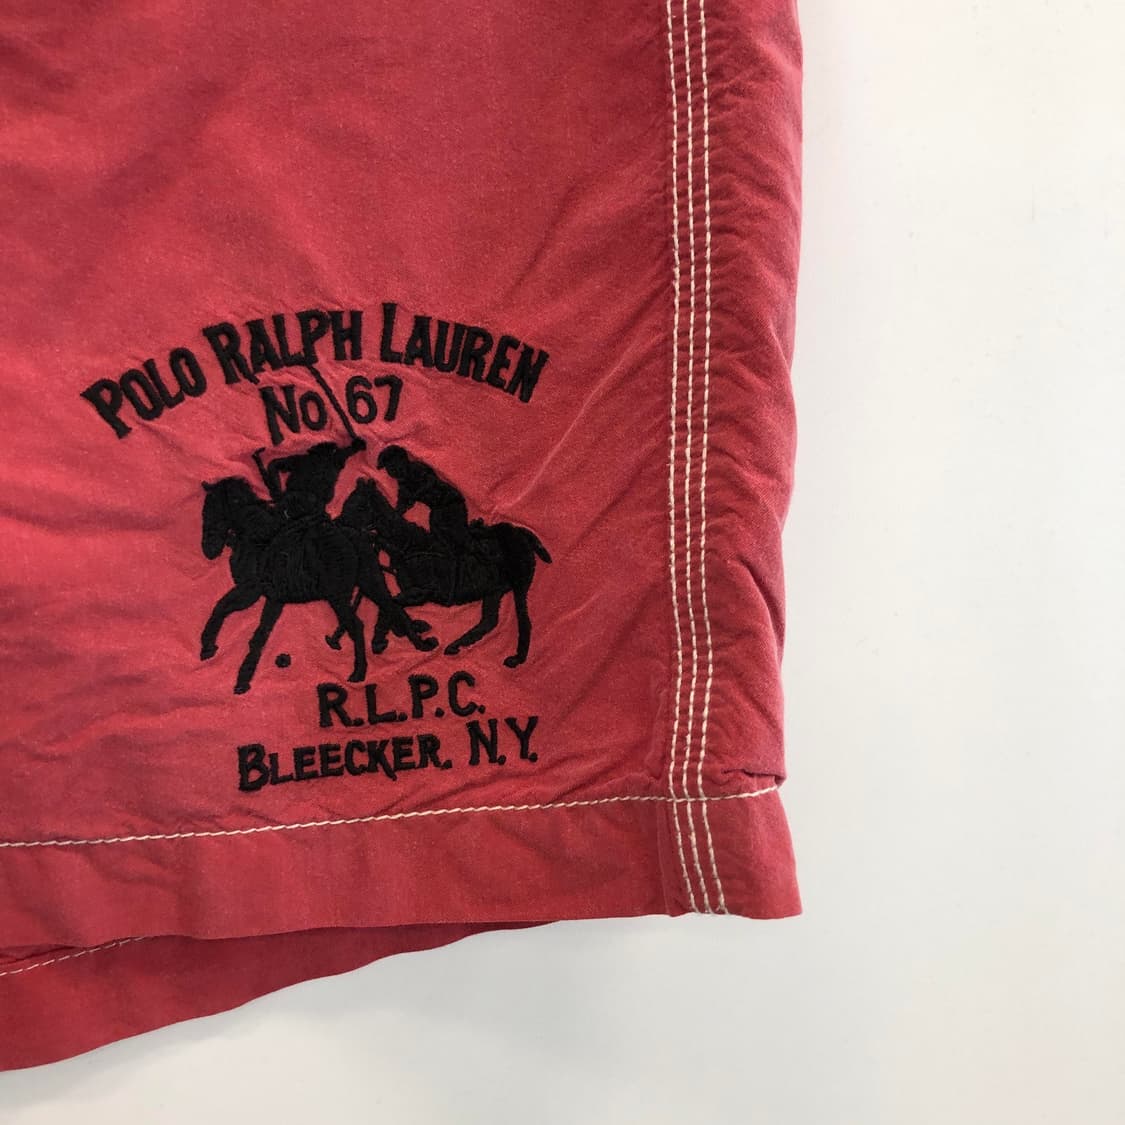 POLO RALPH LAUREN
No 67
R.L.P.C.
BLEECKER, N.Y.